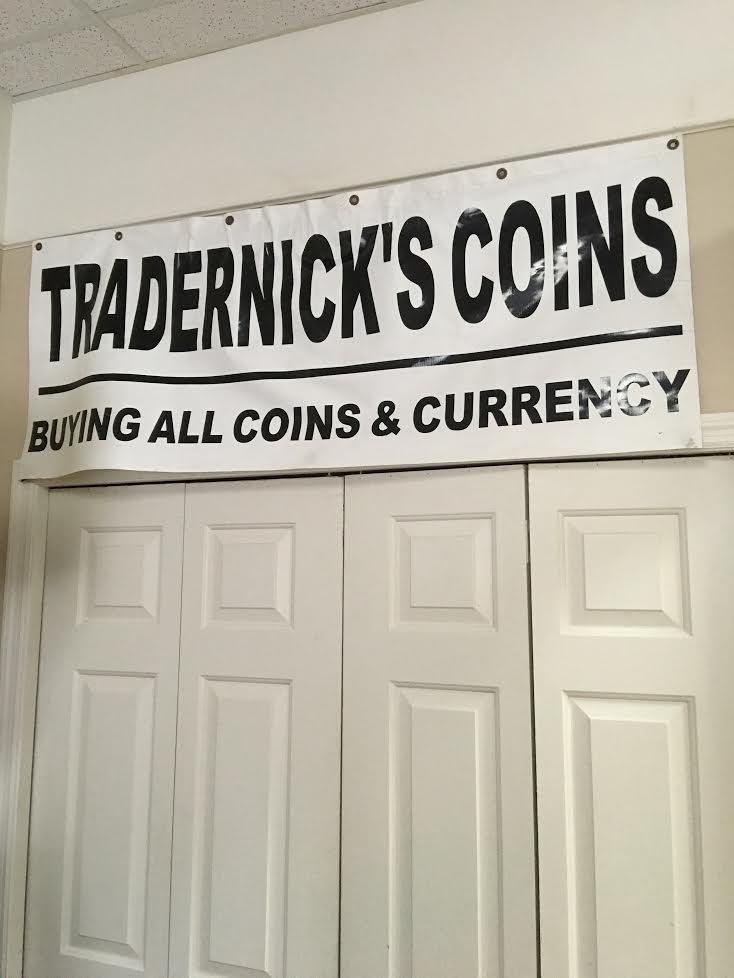 TRADERNICK'S COINS
BUYING ALL COINS & CURRENCY